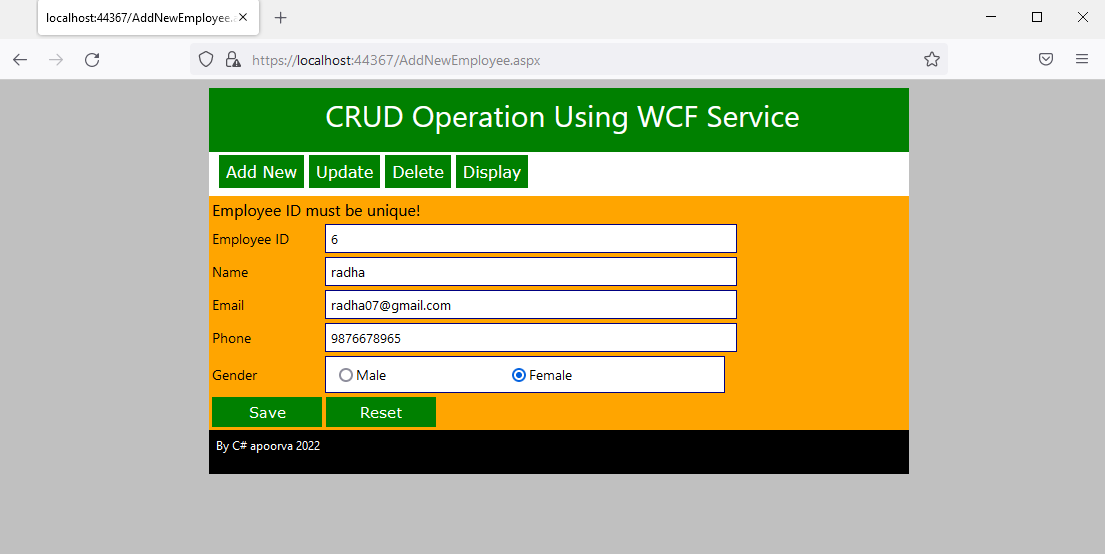 localhost:44367/AddNewEmployee.a
https://localhost:44367/AddNewEmployee.aspx
CRUD Operation Using WCF Service
Add New Update Delete Display
Employee ID must be unique!
Employee ID 6
Name radha
Email radha07@gmail.com
Phone 9876678965
Gender Male Female
Save Reset
By C# apoorva 2022